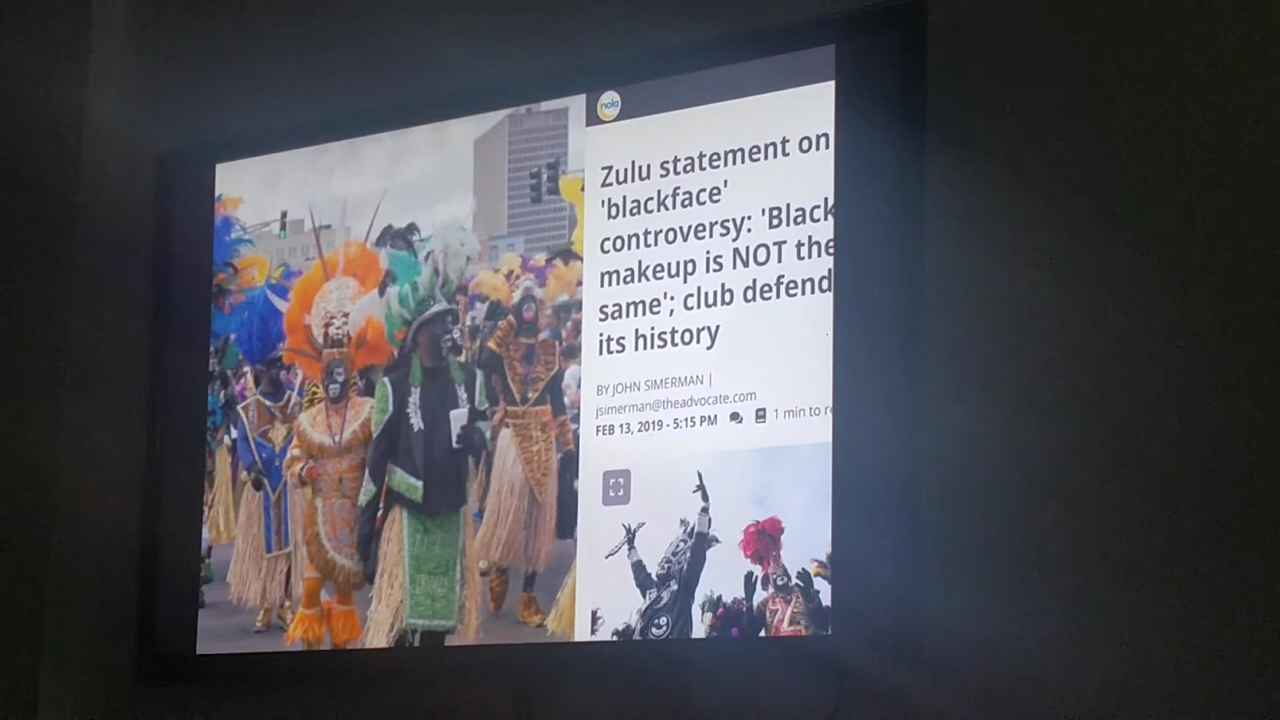 nola
Zulu statement on
'blackface'
controversy: 'Black
makeup is NOT the
same'; club defend
its history
BY JOHN SIMERMAN |
jsimerman@theadvocate.com
FEB 13, 2019 - 5:15 PM 1 min to r